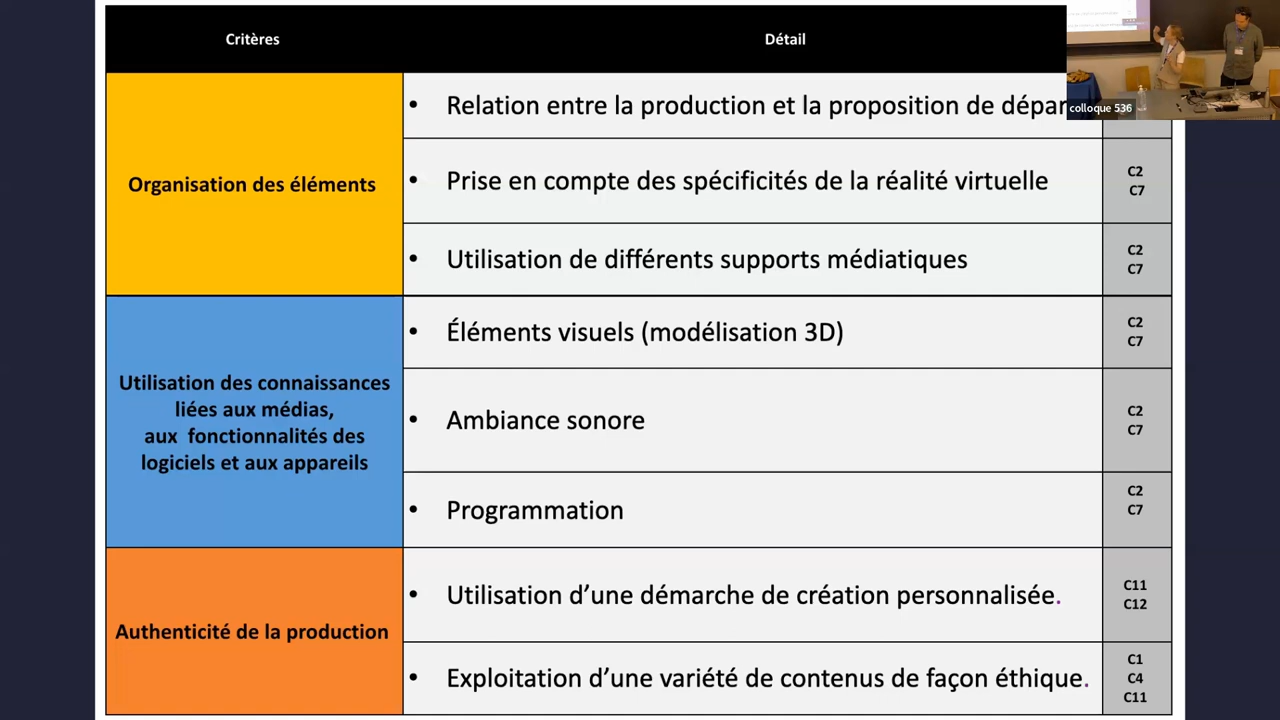 Critères
Détail
colloque 536
Organisation des éléments
• Relation entre la production et la proposition de
• Prise en compte des spécificités de la réalité virtuelle
C2
C7
• Utilisation de différents supports médiatiques
C2
C7
Utilisation des connaissances
liées aux médias,
aux fonctionnalités des
logiciels et aux appareils
• Éléments visuels (modélisation 3D)
C2
C7
• Ambiance sonore
C2
C7
• Programmation
C2
C7
Authenticité de la production
• Utilisation d’une démarche de création personnalisée.
C11
C12
• Exploitation d’une variété de contenus de façon éthique.
C1
C4
C11